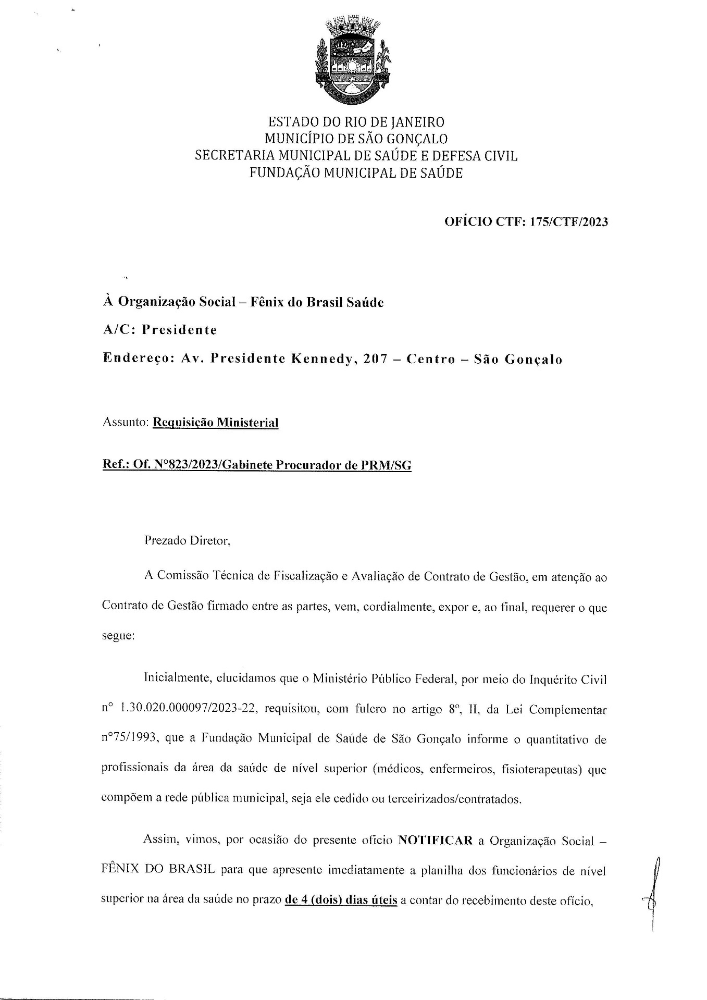 SÃO GONÇALO
ESTADO DO RIO DE JANEIRO
MUNICÍPIO DE SÃO GONÇALO
SECRETARIA MUNICIPAL DE SAÚDE E DEFESA CIVIL
FUNDAÇÃO MUNICIPAL DE SAÚDE
OFÍCIO CTF: 175/CTF/2023
À Organização Social – Fênix do Brasil Saúde
A/C: Presidente
Endereço: Av. Presidente Kennedy, 207 – Centro – São Gonçalo
Assunto: Requisição Ministerial
Ref.: Of. N°823/2023/Gabinete Procurador de PRM/SG
Prezado Diretor,
A Comissão Técnica de Fiscalização e Avaliação de Contrato de Gestão, em atenção ao
Contrato de Gestão firmado entre as partes, vem, cordialmente, expor e, ao final, requerer o que
segue:
Inicialmente, elucidamos que o Ministério Público Federal, por meio do Inquérito Civil
n° 1.30.020.000097/2023-22, requisitou, com fulcro no artigo 8º, II, da Lei Complementar
n°75/1993, que a Fundação Municipal de Saúde de São Gonçalo informe o quantitativo de
profissionais da área da saúde de nível superior (médicos, enfermeiros, fisioterapeutas) que
compõem a rede pública municipal, seja ele cedido ou terceirizados/contratados.
Assim, vimos, por ocasião do presente oficio NOTIFICAR a Organização Social –
FÊNIX DO BRASIL para que apresente imediatamente a planilha dos funcionários de nível
superior na área da saúde no prazo de 4 (dois) dias úteis a contar do recebimento deste ofício,